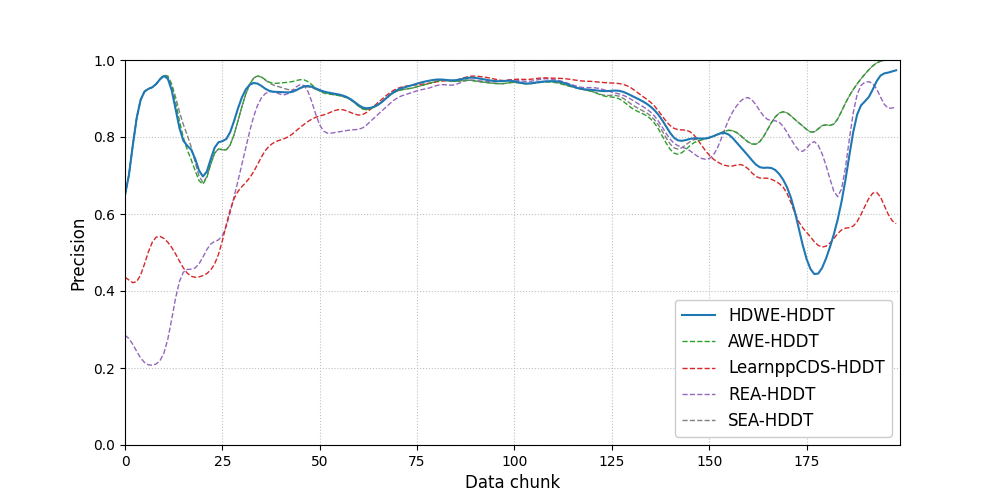 1.0
0.8
0.6
0.4
0.2
0.0
Precision
0 25 50 75 100 125 150 175
Data chunk
HDWE-HDDT
AWE-HDDT
LearnppCDS-HDDT
REA-HDDT
SEA-HDDT